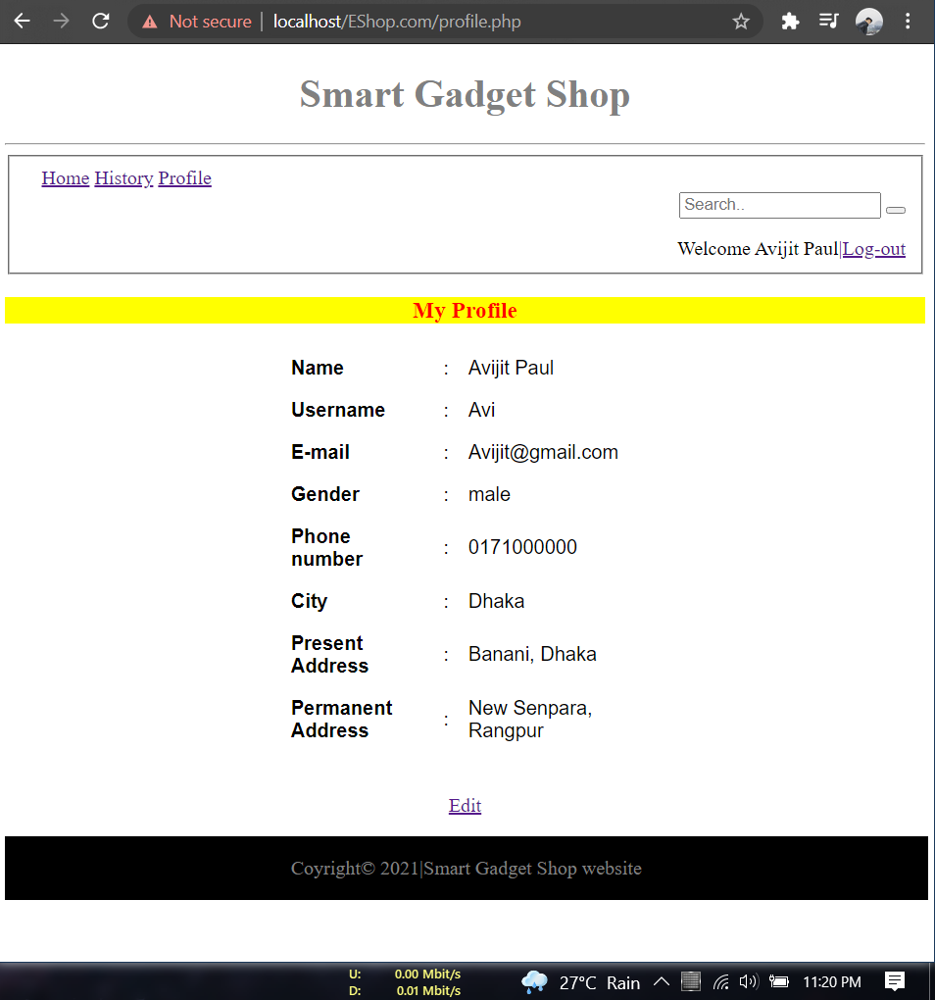 Not secure | localhost/EShop.com/profile.php
Smart Gadget Shop
Home History Profile
Search..
Welcome Avijit Paul|Log-out
My Profile
Name : Avijit Paul
Username : Avi
E-mail : Avijit@gmail.com
Gender : male
Phone
number : 0171000000
City : Dhaka
Present
Address : Banani, Dhaka
Permanent
Address : New Senpara,
Rangpur
Edit
Coyright© 2021|Smart Gadget Shop website
U: 0.00 Mbit/s
D: 0.01 Mbit/s
27°C Rain
11:20 PM